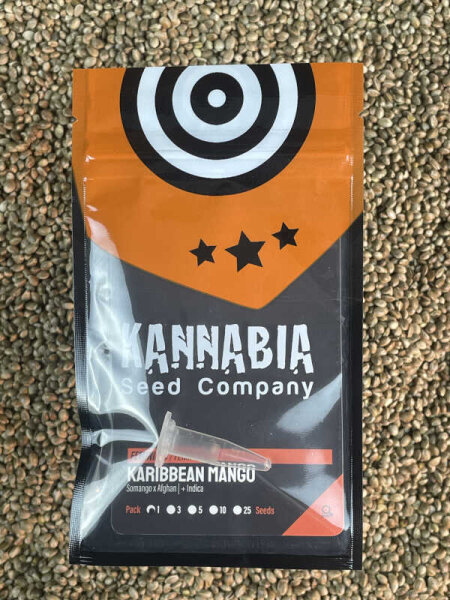 KANNABIA
Seed Company
KARIBBEAN MANGO
Somango x Afghan | + Indica
Pack 1 3 5 10 25 Seeds